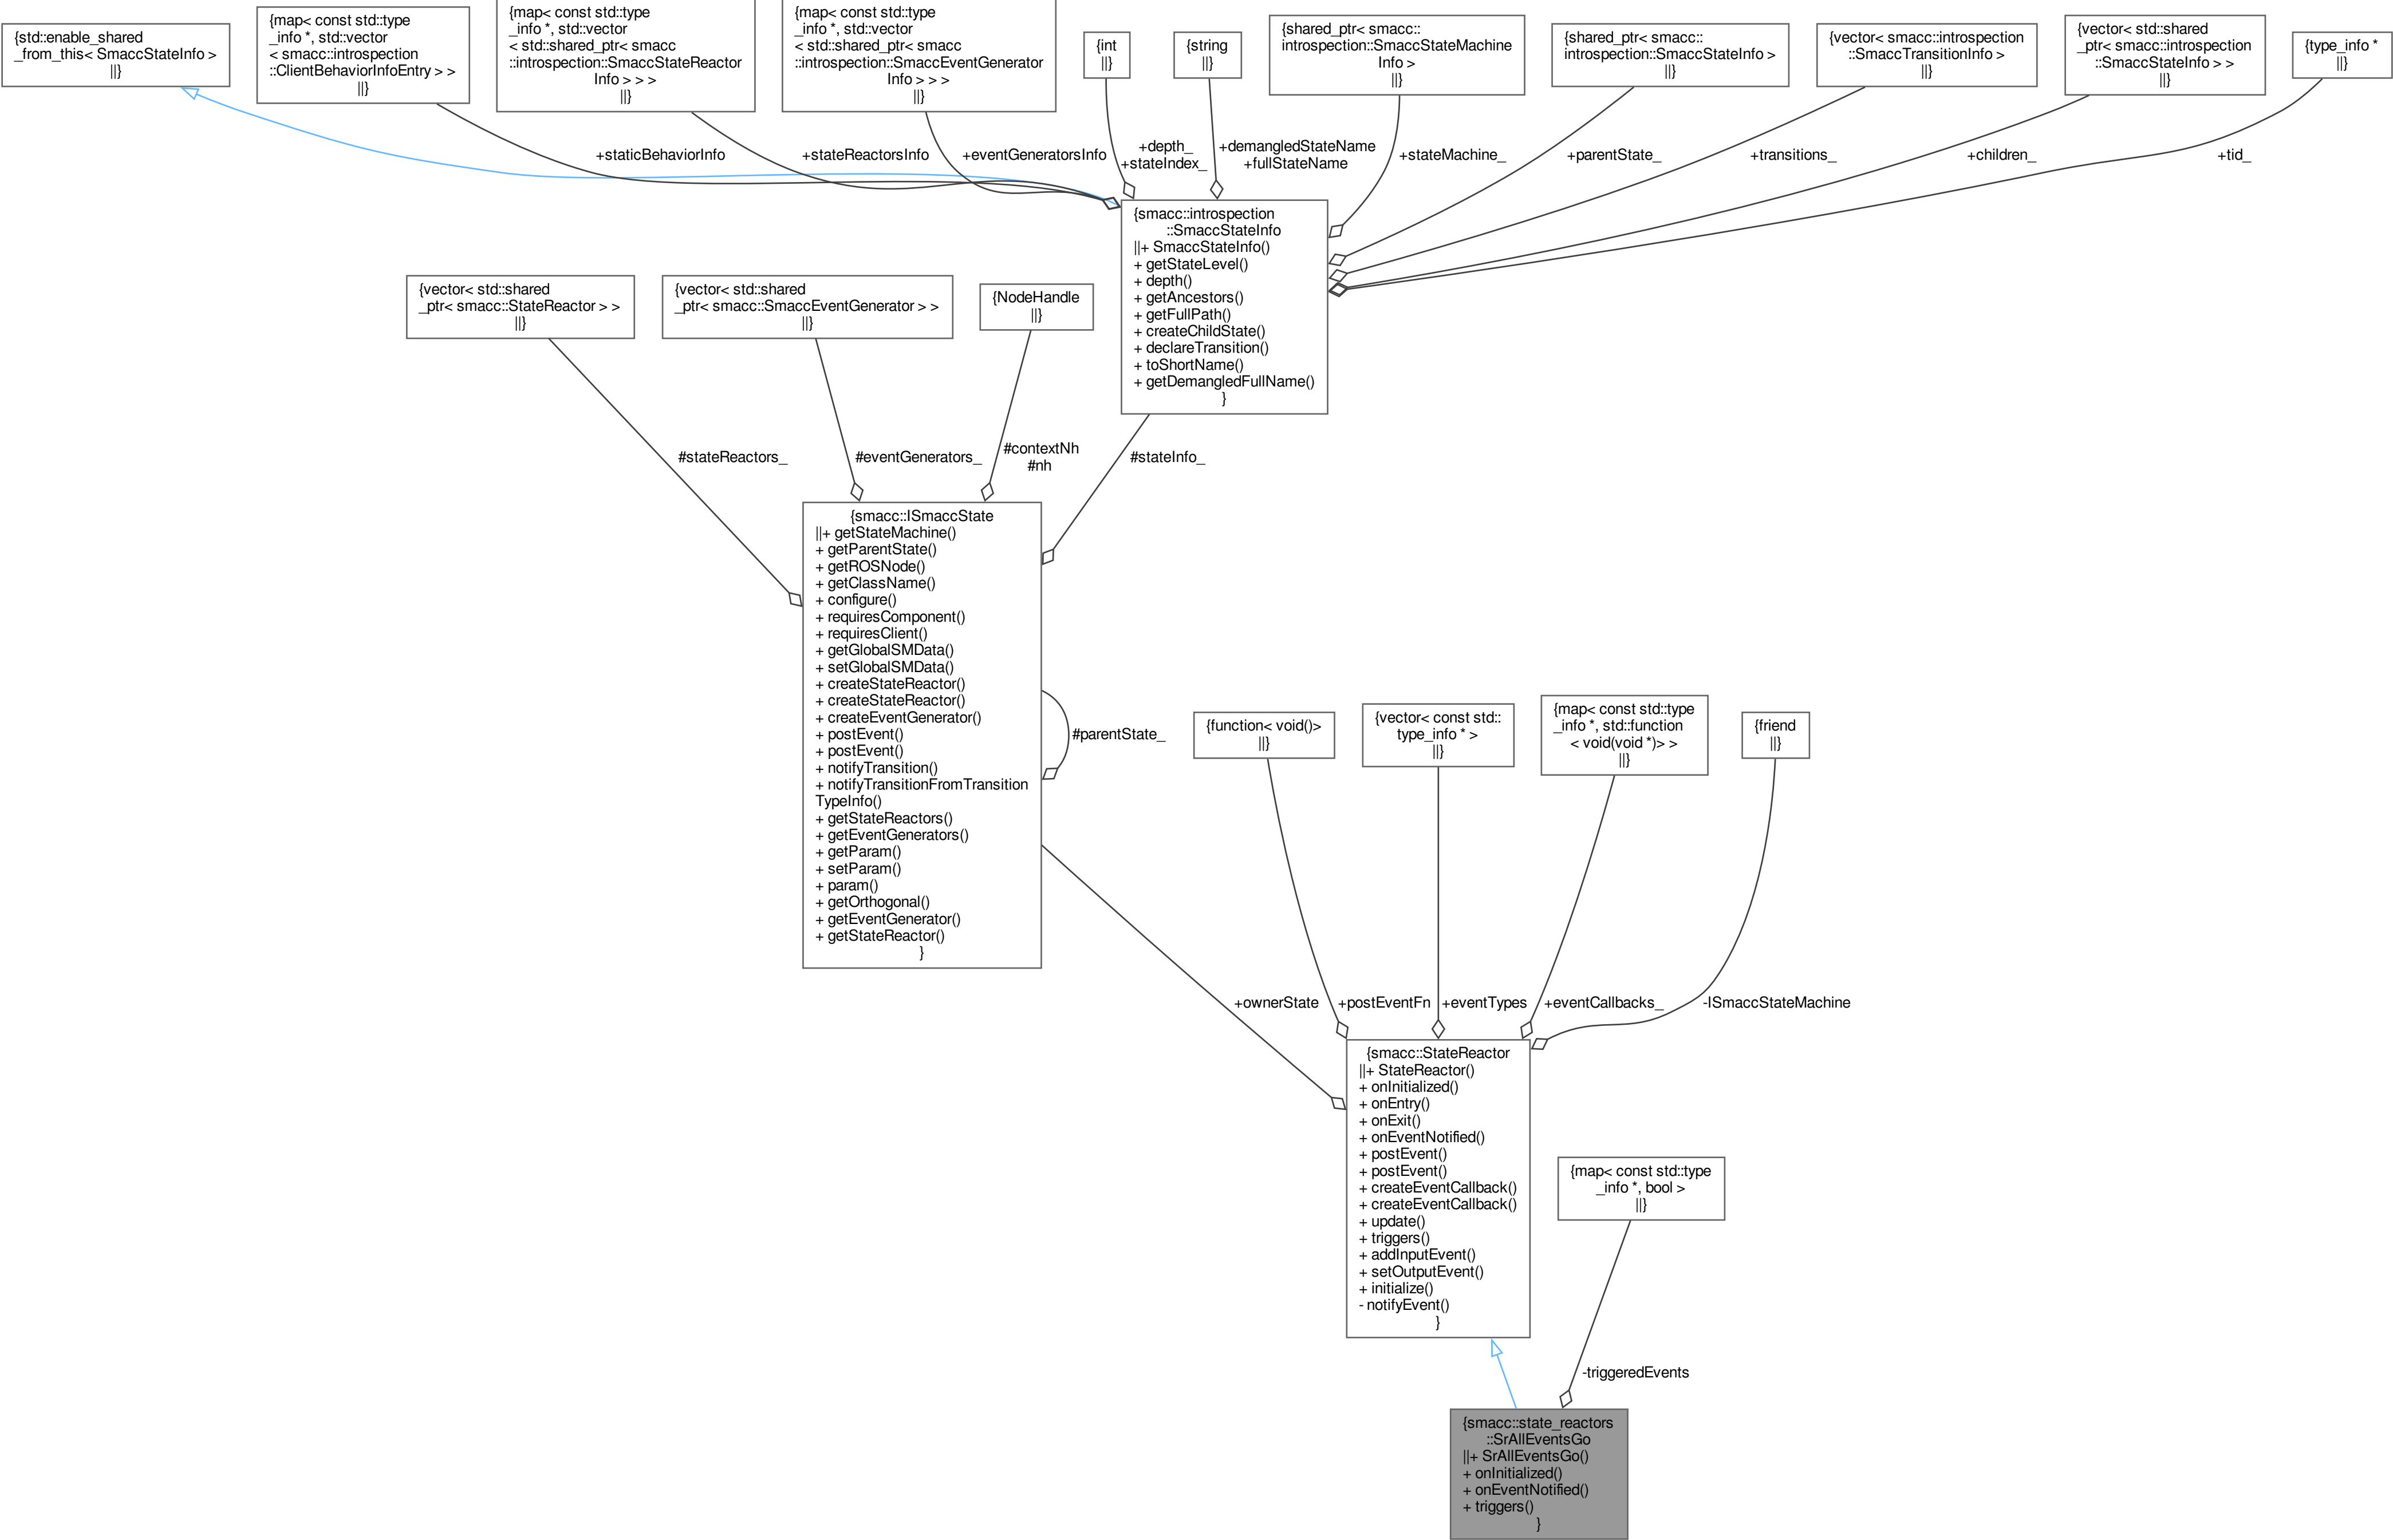 {std::enable_shared
_from_this< SmaccStateInfo >
||}
{map< const std::type
_info *, std::vector
< smacc::introspection
::ClientBehaviorInfoEntry > >
||}
{map< const std::type
_info *, std::vector
< std::shared_ptr< smacc
::introspection::SmaccStateReactor
Info > > >
||}
{map< const std::type
_info *, std::vector
< std::shared_ptr< smacc
::introspection::SmaccEventGenerator
Info > > >
||}
{int
||}
{string
||}
{shared_ptr< smacc::
introspection::SmaccStateMachine
Info >
||}
{shared_ptr< smacc::
introspection::SmaccStateInfo >
||}
{vector< smacc::introspection
::SmaccTransitionInfo >
||}
{vector< std::shared
_ptr< smacc::introspection
::SmaccStateInfo > >
||}
{type_info *
||}
+staticBehaviorInfo
+stateReactorsInfo
+eventGeneratorsInfo
+depth_
+stateIndex_
+demangledStateName
+fullStateName
+stateMachine_
+parentState_
+transitions_
+children_
+tid_
{smacc::introspection
::SmaccStateInfo
||+ SmaccStateInfo()
+ getStateLevel()
+ depth()
+ getAncestors()
+ getFullPath()
+ createChildState()
+ declareTransition()
+ toShortName()
+ getDemangledFullName()
}
{vector< std::shared
_ptr< smacc::StateReactor > >
||}
{vector< std::shared
_ptr< smacc::SmaccEventGenerator > >
||}
{NodeHandle
||}
#stateReactors_
#eventGenerators_
#contextNh
#nh
#stateInfo_
{smacc::ISmaccState
||+ getStateMachine()
+ getParentState()
+ getROSNode()
+ getClassName()
+ configure()
+ requiresComponent()
+ requiresClient()
+ getGlobalSMData()
+ setGlobalSMData()
+ createStateReactor()
+ createStateReactor()
+ createEventGenerator()
+ postEvent()
+ postEvent()
+ notifyTransition()
+ notifyTransitionFromTransition
TypeInfo()
+ getStateReactors()
+ getEventGenerators()
+ getParam()
+ setParam()
+ param()
+ getOrthogonal()
+ getEventGenerator()
+ getStateReactor()
}
#parentState_
{function< void()>
||}
{vector< const std::
type_info * >
||}
{map< const std::type
_info *, std::function
< void(void *)> >
||}
{friend
||}
+ownerState
+postEventFn
+eventTypes
+eventCallbacks_
-ISmaccStateMachine
{smacc::StateReactor
||+ StateReactor()
+ onInitialized()
+ onEntry()
+ onExit()
+ onEventNotified()
+ postEvent()
+ postEvent()
+ createEventCallback()
+ createEventCallback()
+ update()
+ triggers()
+ addInputEvent()
+ setOutputEvent()
+ initialize()
- notifyEvent()
}
{map< const std::type
_info *, bool >
||}
-triggeredEvents
{smacc::state_reactors
::SrAllEventsGo
||+ SrAllEventsGo()
+ onInitialized()
+ onEventNotified()
+ triggers()
}